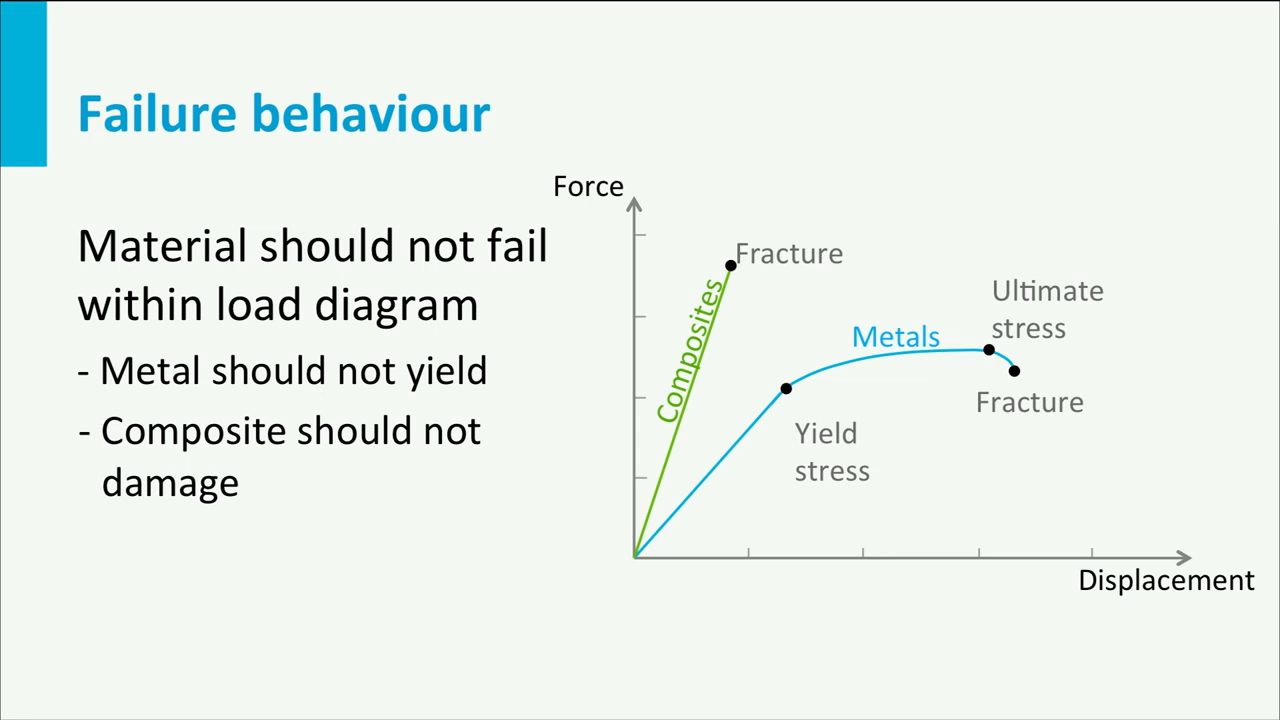 Failure behaviour
Material should not fail
within load diagram
- Metal should not yield
- Composite should not
damage
Force
Fracture
Composites
Metals
Ultimate
stress
Fracture
Yield
stress
Displacement